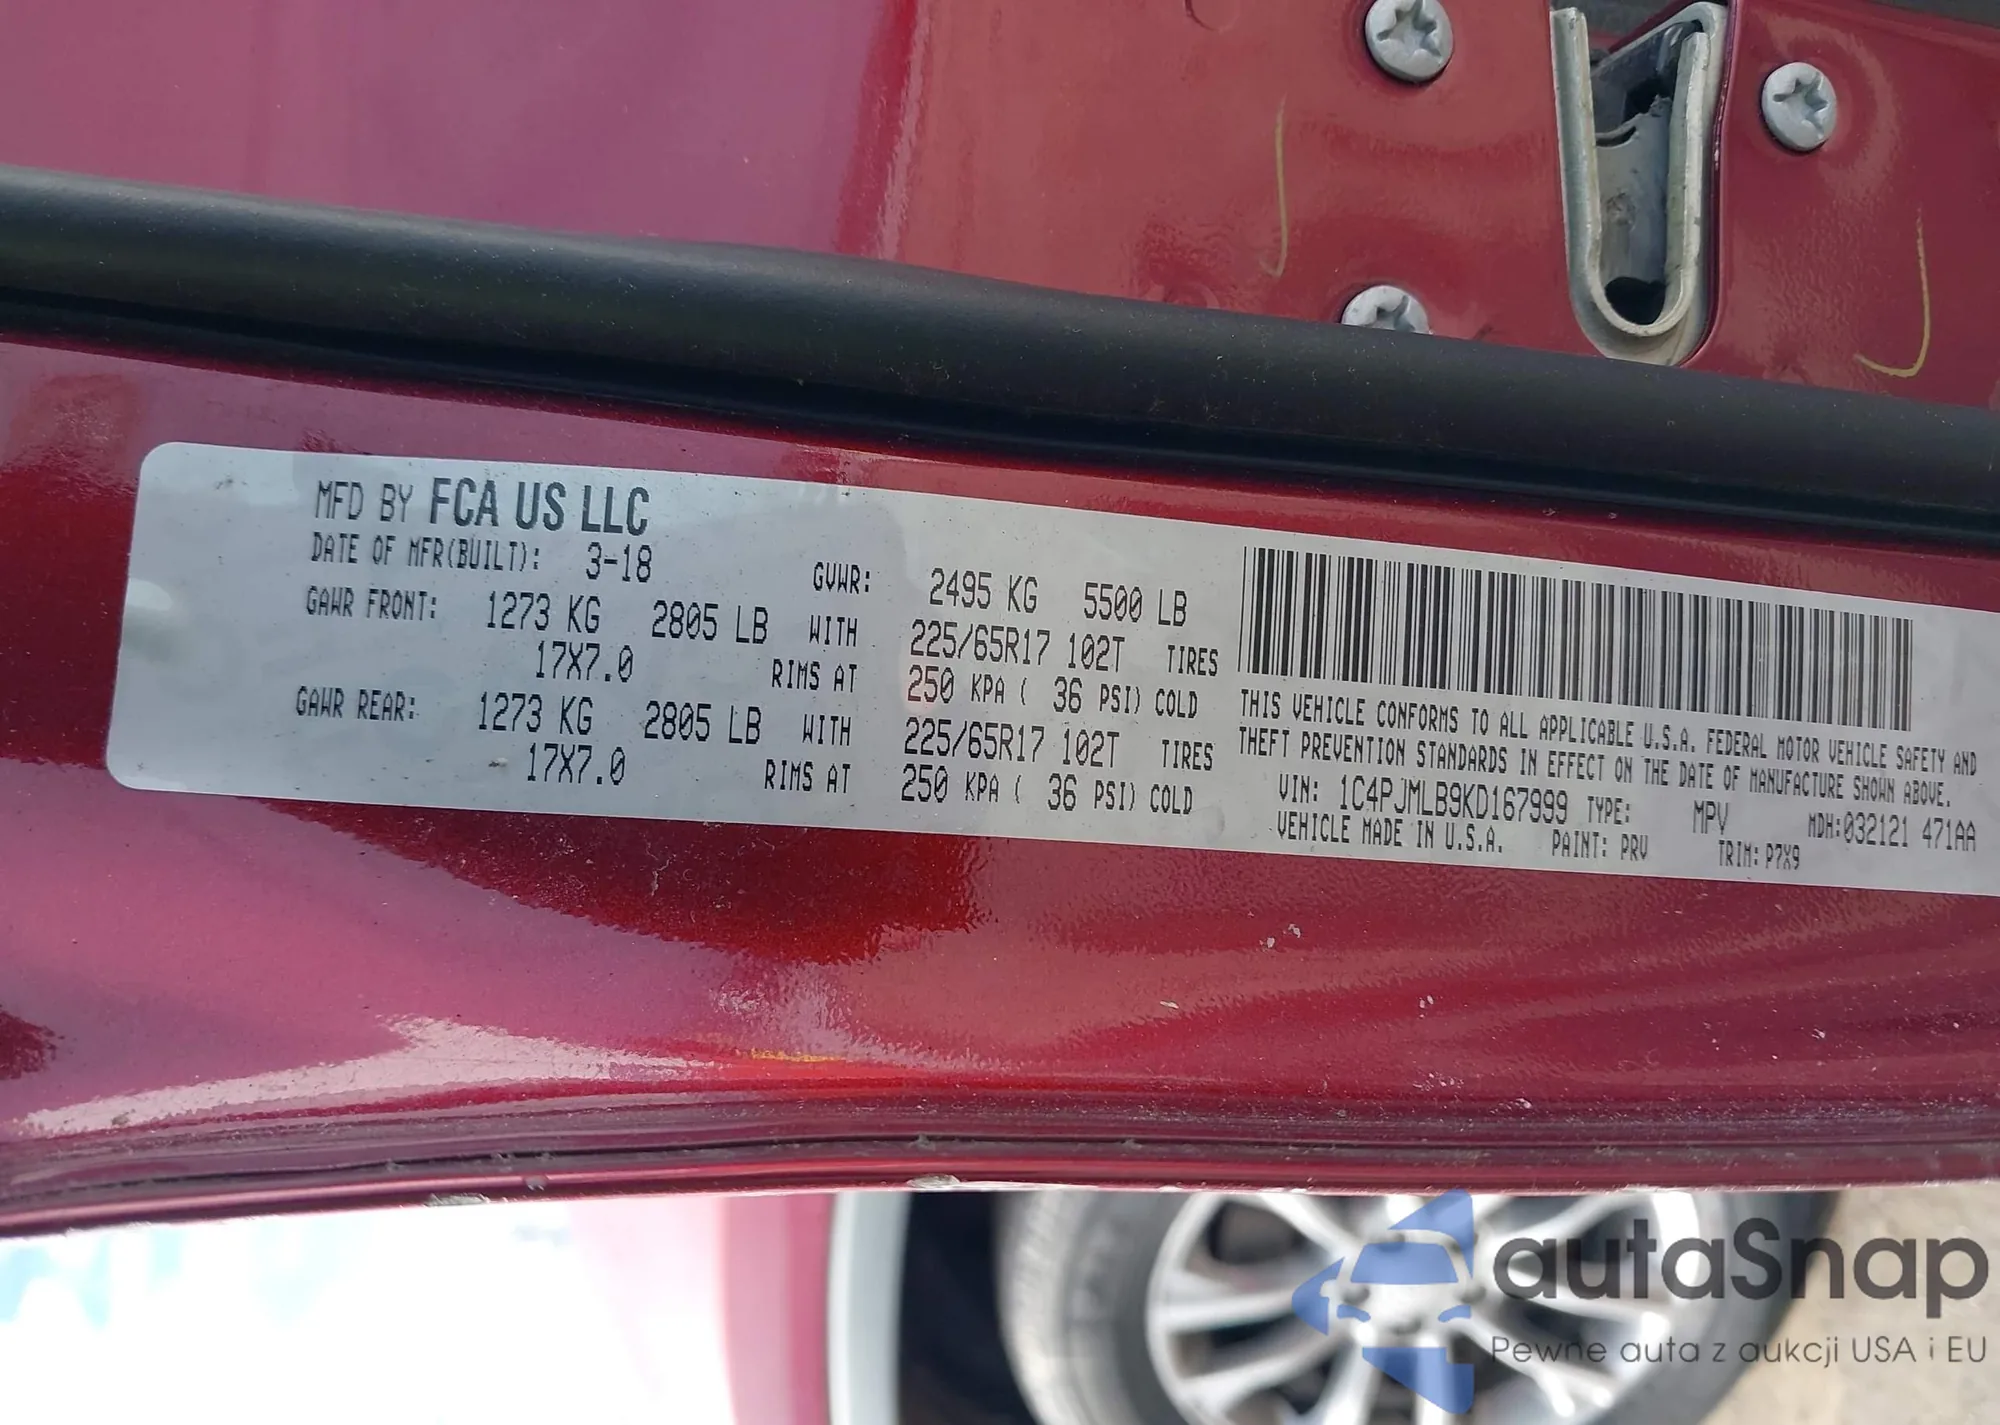 MFD BY FCA US LLC
DATE OF MFR(BUILT): 3-18 GVWR: 2495 KG 5500 LB
GAWR FRONT: 1273 KG 2805 LB WITH 225/65R17 102T TIRES
17X7.0 RIMS AT 250 KPA ( 36 PSI) COLD
GAWR REAR: 1273 KG 2805 LB WITH 225/65R17 102T TIRES
17X7.0 RIMS AT 250 KPA ( 36 PSI) COLD
THIS VEHICLE CONFORMS TO ALL APPLICABLE U.S.A. FEDERAL MOTOR VEHICLE SAFETY AND
THEFT PREVENTION STANDARDS IN EFFECT ON THE DATE OF MANUFACTURE SHOWN ABOVE.
VIN: 1C4PJMLB9KD167999 TYPE: MPV MDH:032121 471AA
VEHICLE MADE IN U.S.A. PAINT: PRV TRIM: P7X9
autaSnap
Pewne auta z aukcji USA i EU